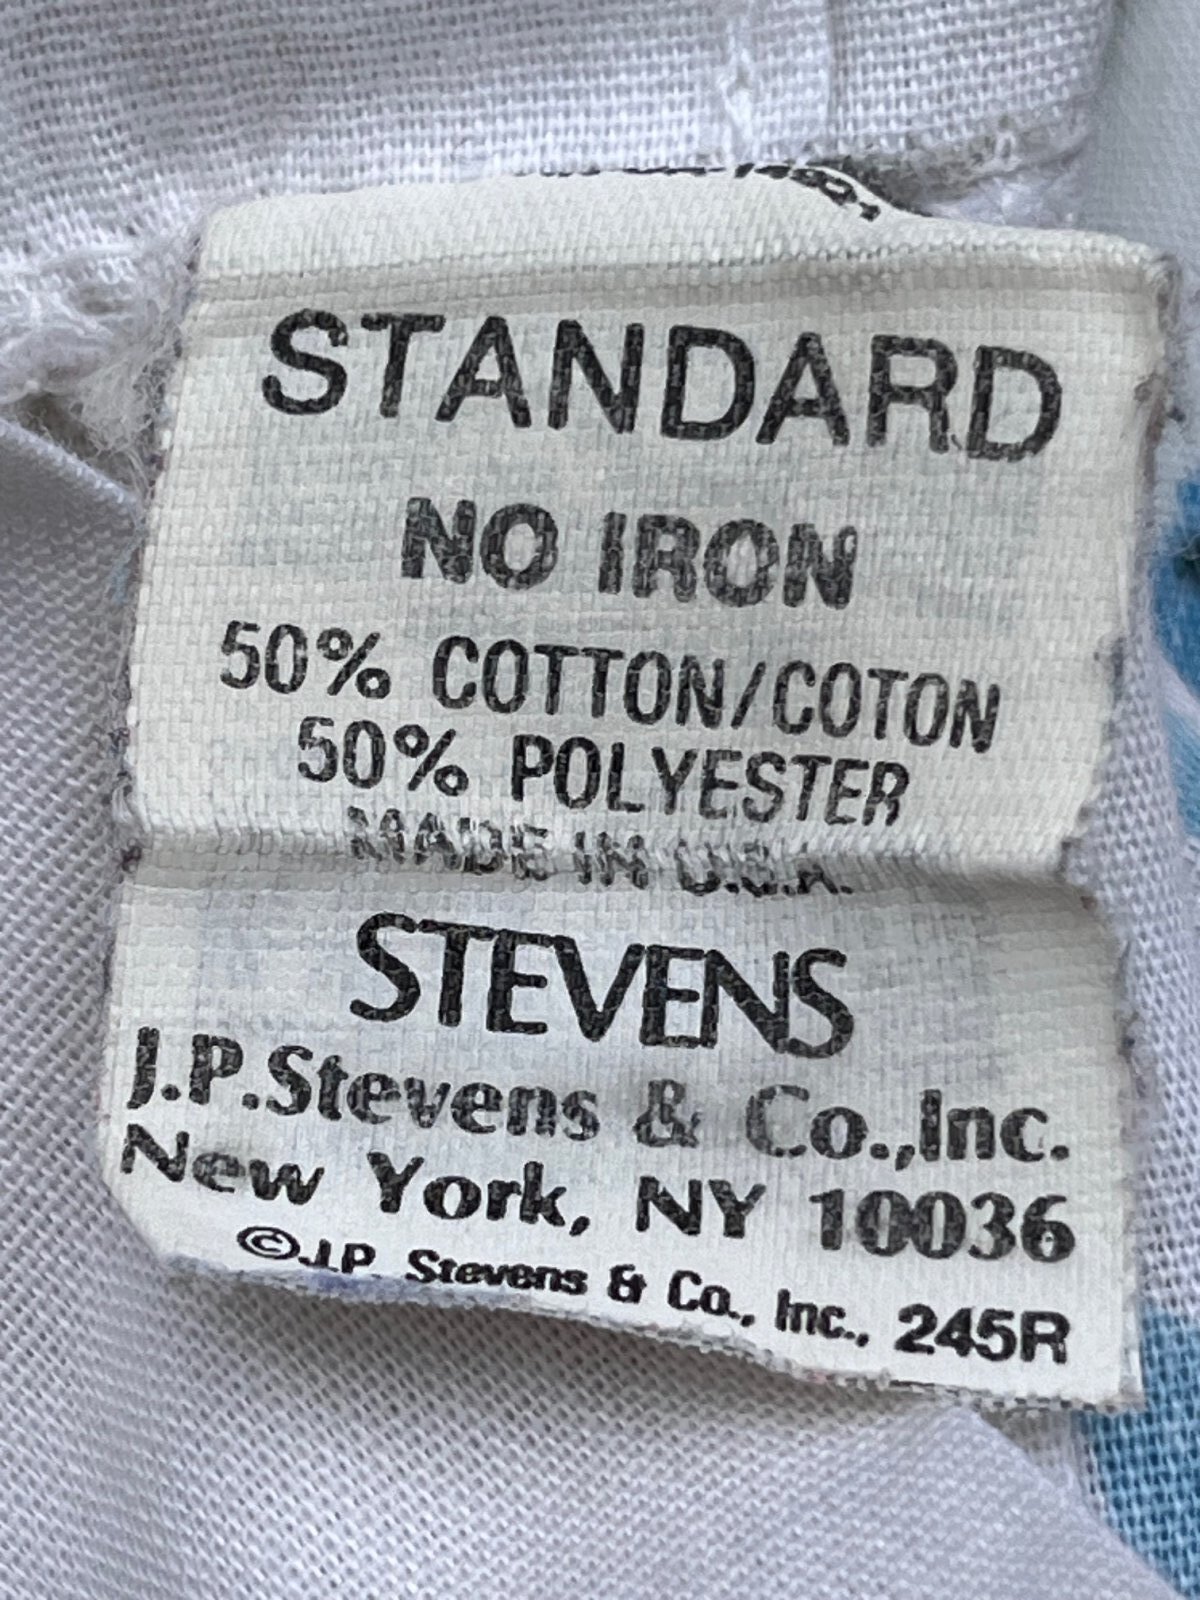 STANDARD
NO IRON
50% COTTON/COTON
50% POLYESTER
MADE IN U.S.A.
STEVENS
J.P.Stevens & Co.,Inc.
New York, NY 10036
©J.P. Stevens & Co., Inc., 245R